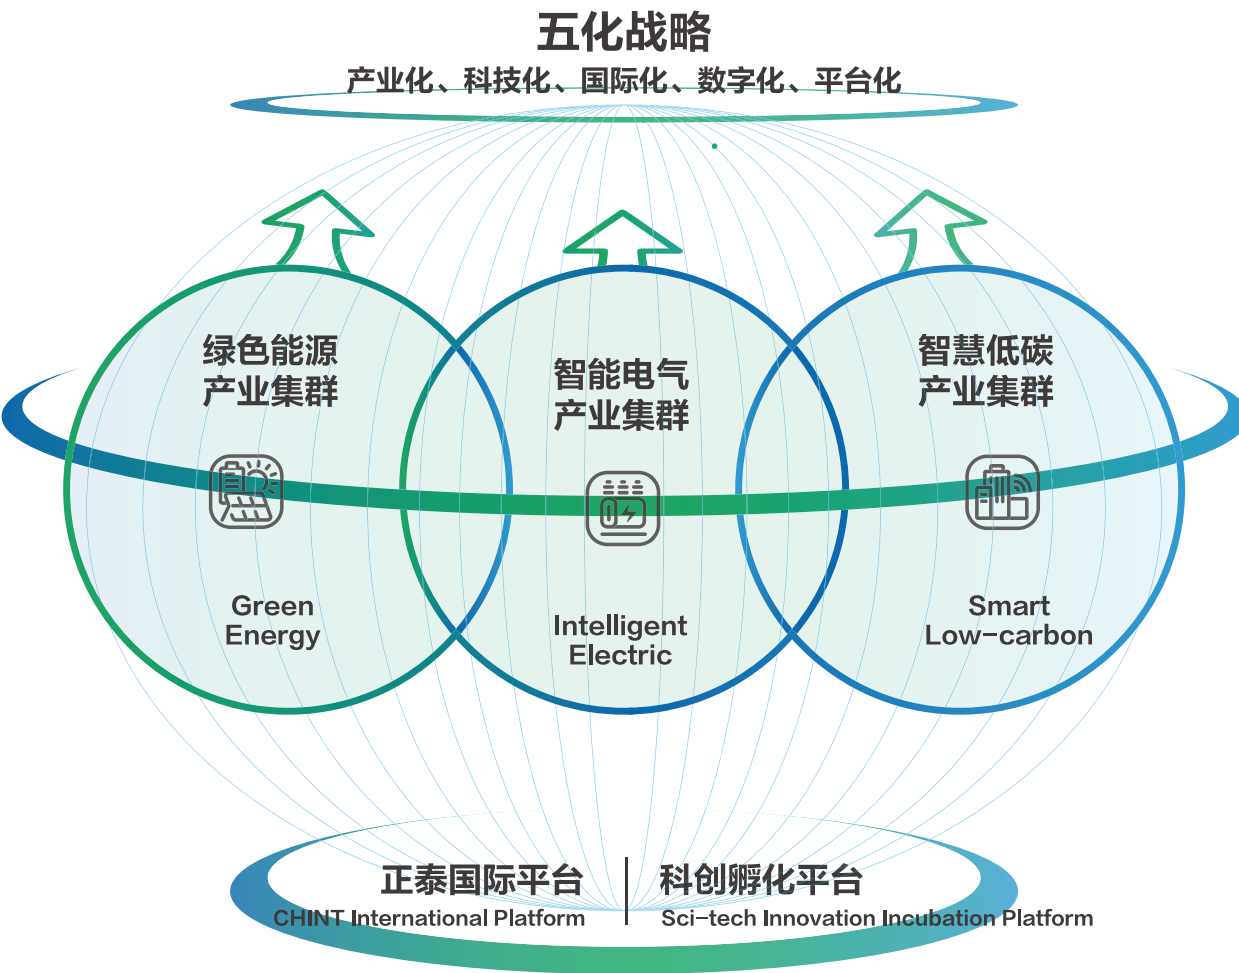 五化战略
产业化、科技化、国际化、数字化、平台化
绿色能源
产业集群
Green
Energy
智能电气
产业集群
Intelligent
Electric
智慧低碳
产业集群
Smart
Low-carbon
正泰国际平台
CHINT International Platform
科创孵化平台
Sci-tech Innovation Incubation Platform